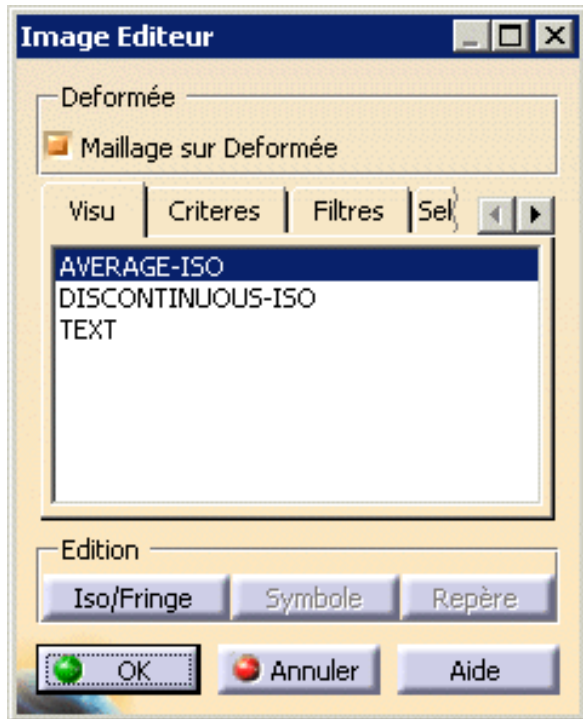 Image Editeur
Deformée
Maillage sur Deformée
Visu Criteres Filtres Sel
AVERAGE-ISO
DISCONTINUOUS-ISO
TEXT
Edition
Iso/Fringe Symbole Repère
OK Annuler Aide